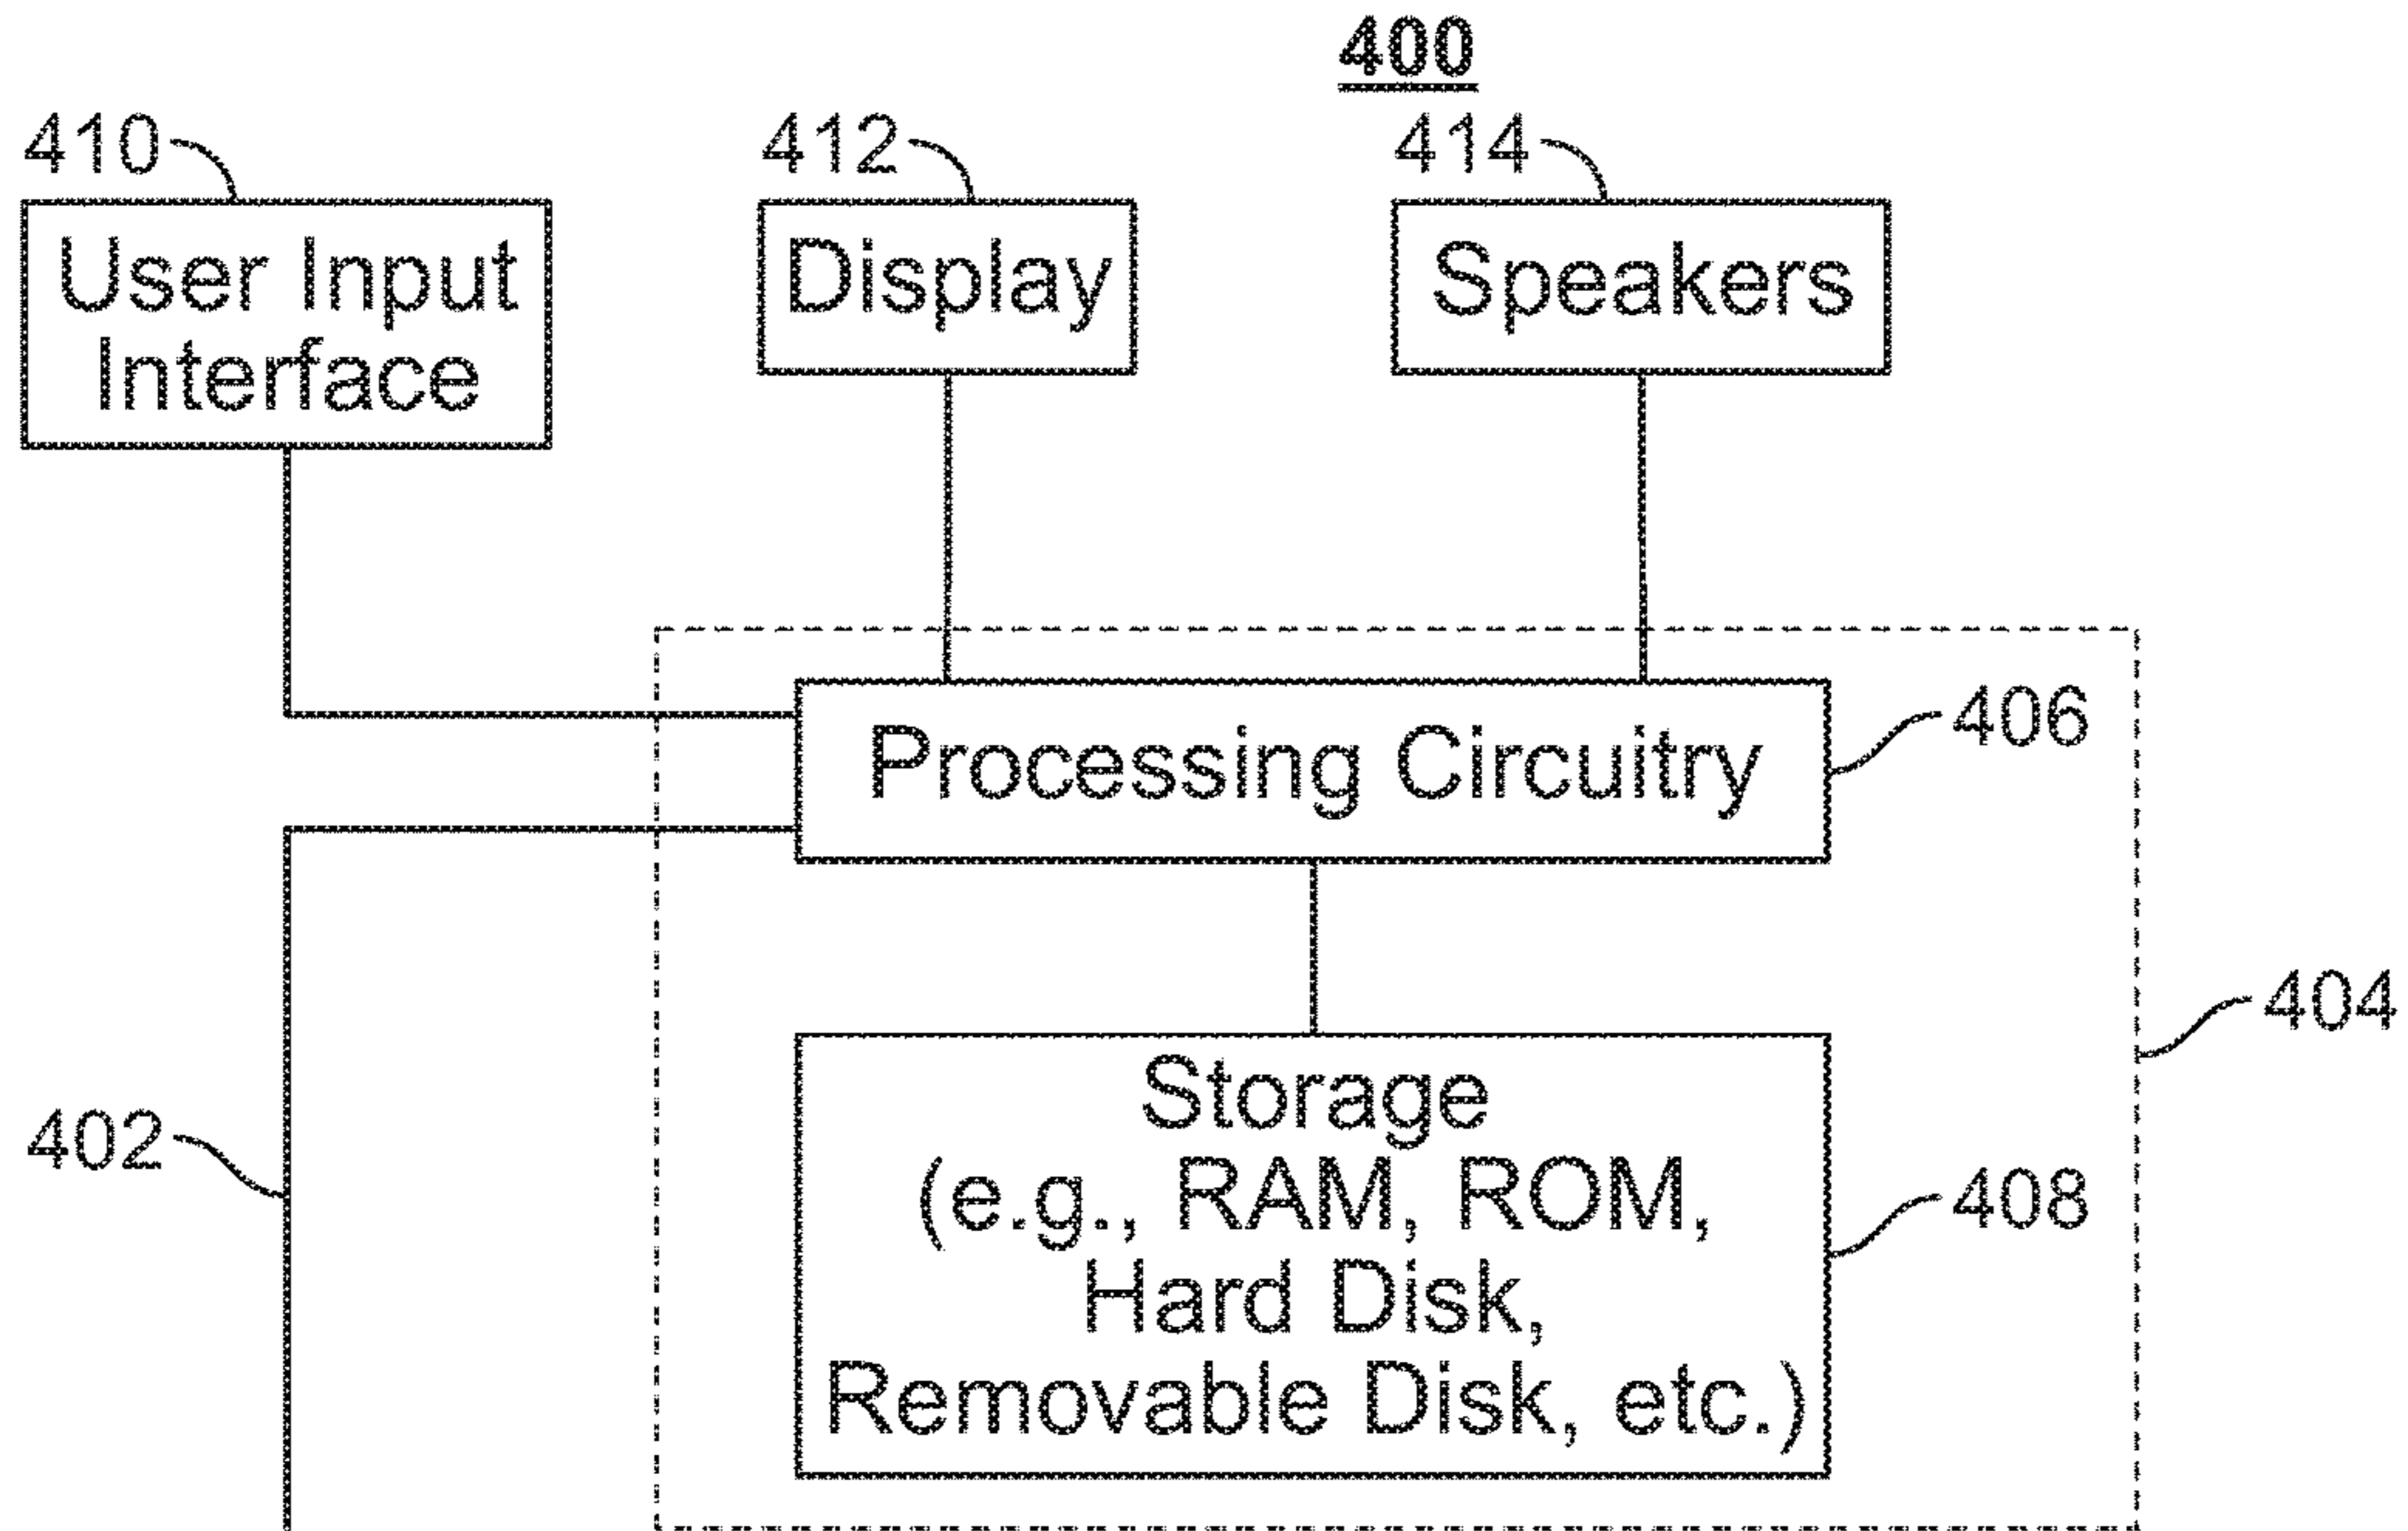 400
410
412
414
User Input
Interface
Display
Speakers
Processing Circuitry
406
404
402
Storage
(e.g., RAM, ROM,
Hard Disk,
Removable Disk, etc.)
408